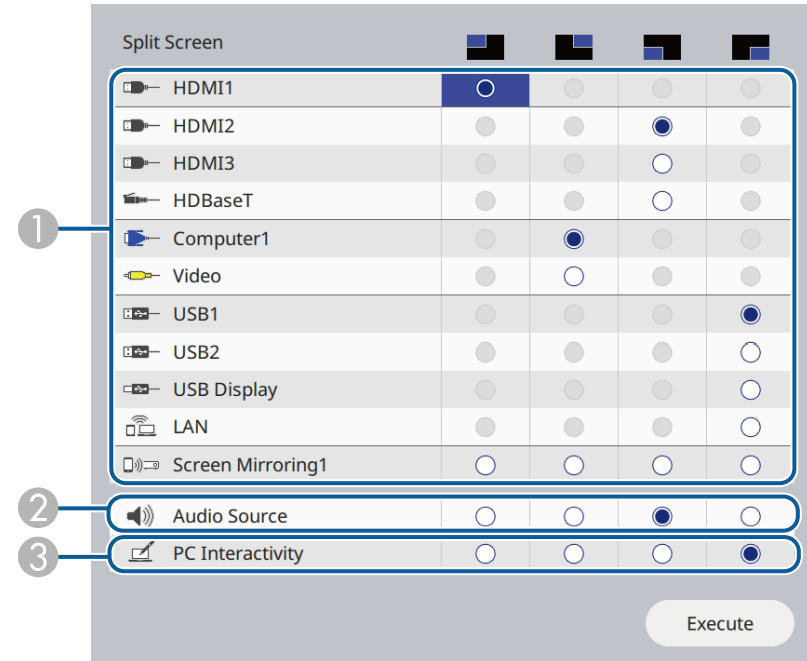 Split Screen
HDMI1
HDMI2
HDMI3
HDBaseT
1
Computer1
Video
USB1
USB2
USB Display
LAN
Screen Mirroring1
2 Audio Source
3 PC Interactivity
Execute